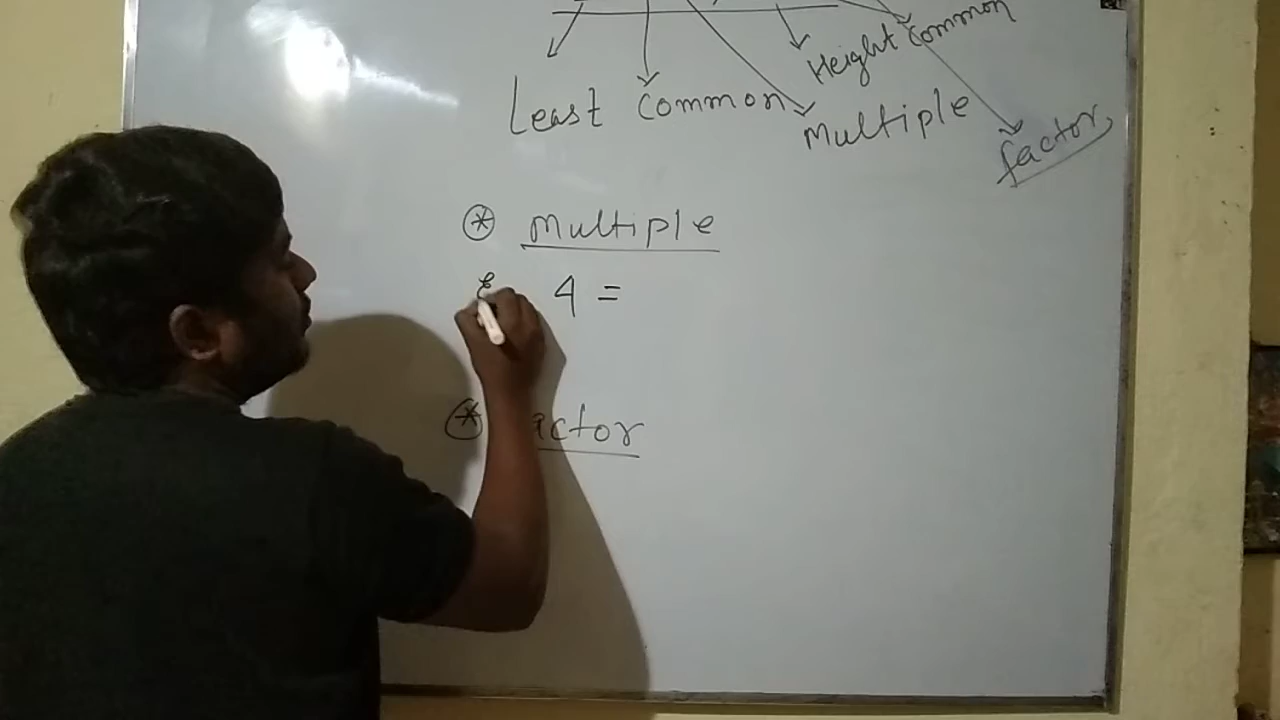 Least Common Multiple
Height Common factor,
* Multiple
4 =
* actor